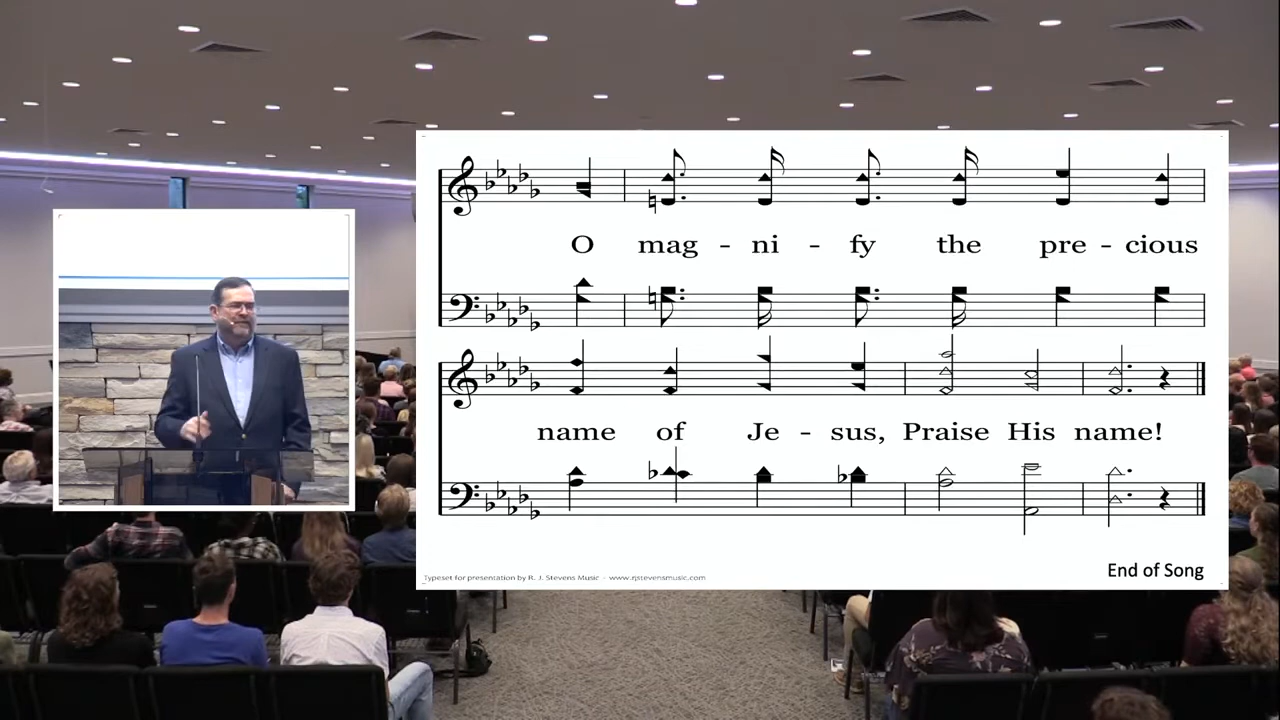 O mag - ni - fy the pre - cious
name of Je - sus, Praise His name!
Typeset for presentation by R. J. Stevens Music - www.rjstevensmusic.com
End of Song